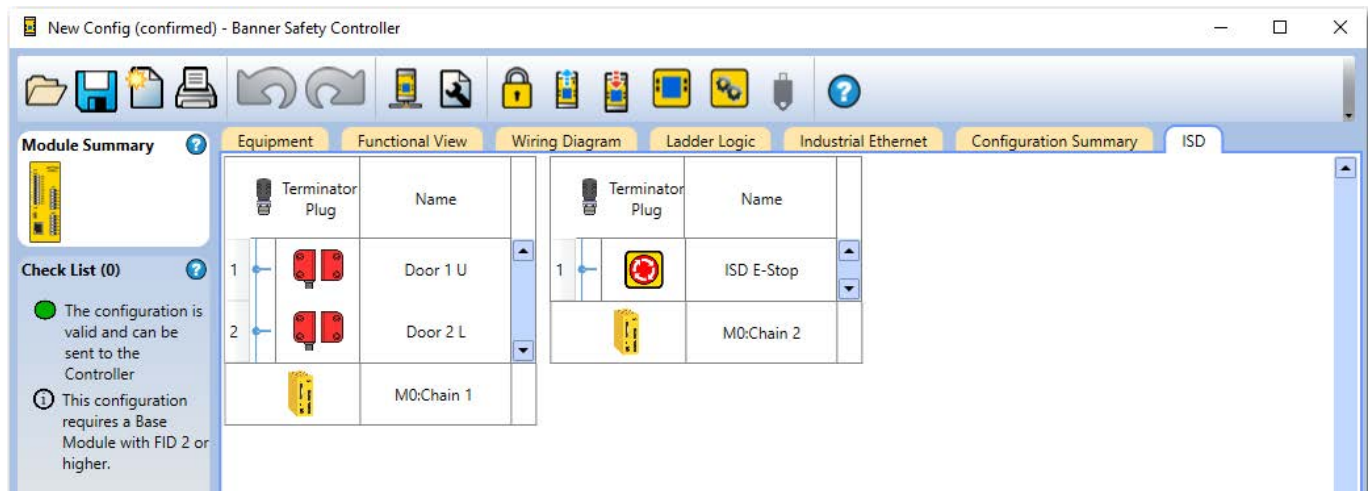 New Config (confirmed) - Banner Safety Controller
Module Summary
Equipment
Functional View
Wiring Diagram
Ladder Logic
Industrial Ethernet
Configuration Summary
ISD
Check List (0)
The configuration is
valid and can be
sent to the
Controller
This configuration
requires a Base
Module with FID 2 or
higher.
Terminator
Plug
Name
1
Door 1 U
2
Door 2 L
M0:Chain 1
Terminator
Plug
Name
1
ISD E-Stop
M0:Chain 2